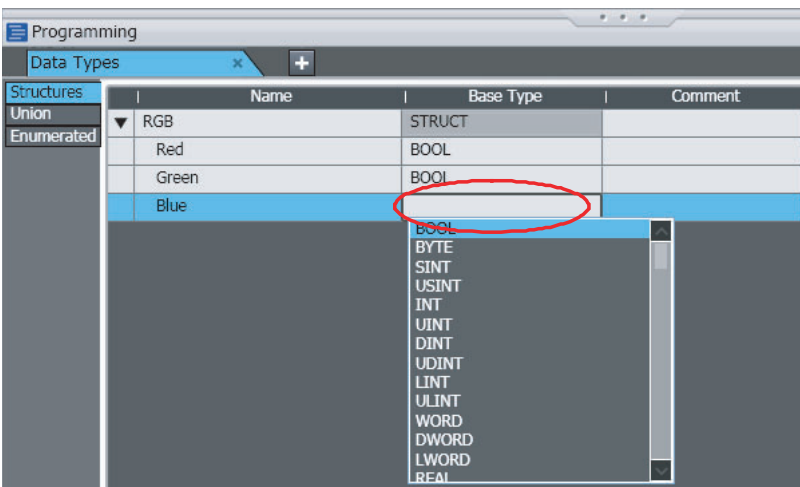 Programming
Data Types
Structures
Union
Enumerated
Name Base Type Comment
RGB STRUCT
Red BOOL
Green BOOL
Blue
BOOL
BYTE
SINT
USINT
INT
UINT
DINT
UDINT
LINT
ULINT
WORD
DWORD
LWORD
REAL